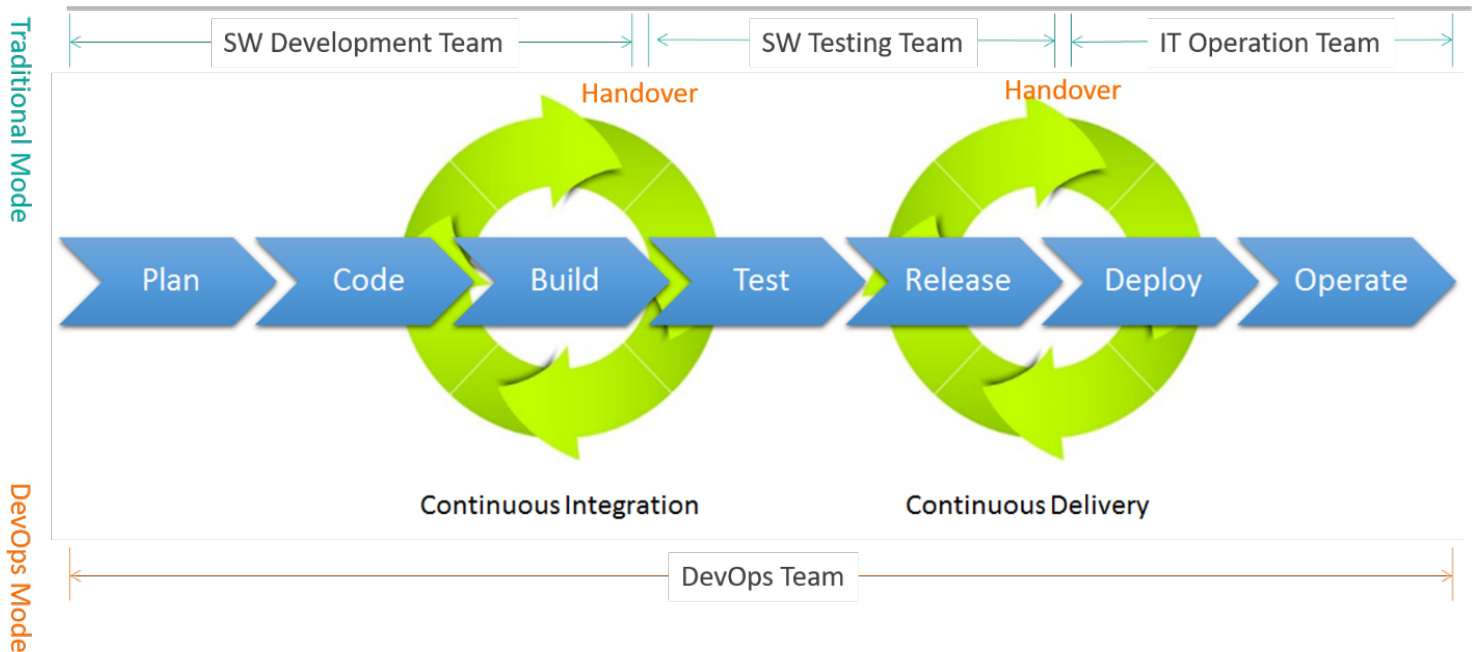 Traditional Mode
SW Development Team
SW Testing Team
IT Operation Team
Handover
Handover
Plan
Code
Build
Test
Release
Deploy
Operate
Continuous Integration
Continuous Delivery
DevOps Mode
DevOps Team